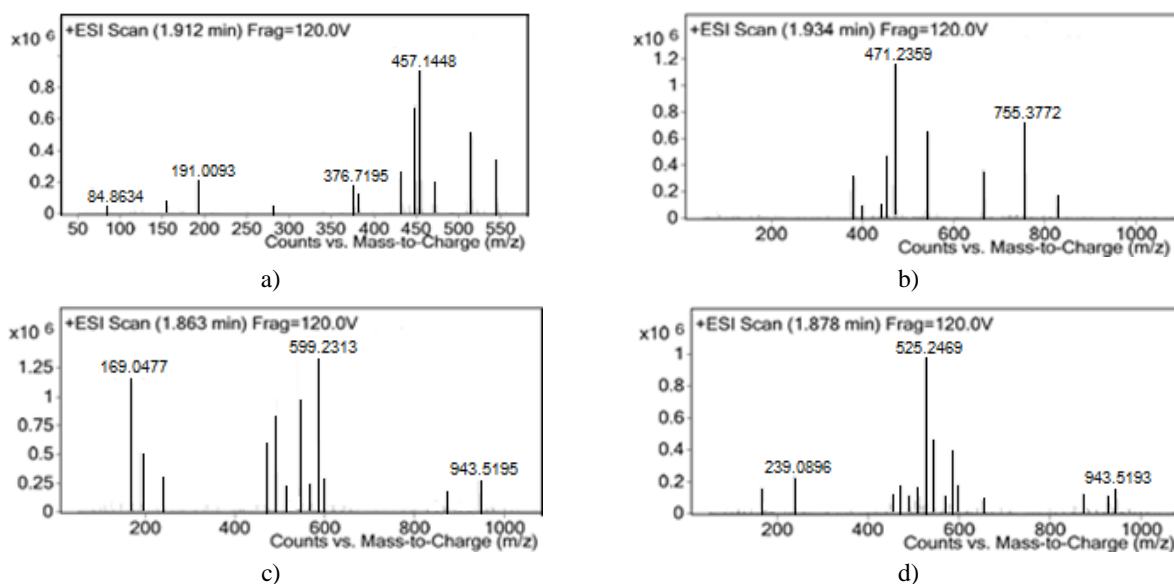 x10 6
+ESI Scan (1.912 min) Frag=120.0V
457.1448
0.8
0.6
0.4
0.2
0
191.0093
376.7195
84.8634
50 100 150 200 250 300 350 400 450 500 550
Counts vs. Mass-to-Charge (m/z)
a)
x10 6
+ESI Scan (1.934 min) Frag=120.0V
471.2359
755.3772
1.2
1
0.8
0.6
0.4
0.2
0
200 400 600 800 1000
Counts vs. Mass-to-Charge (m/z)
b)
x10 6
+ESI Scan (1.863 min) Frag=120.0V
599.2313
169.0477
943.5195
1.25
1
0.75
0.5
0.25
0
200 400 600 800 1000
Counts vs. Mass-to-Charge (m/z)
c)
x10 6
+ESI Scan (1.878 min) Frag=120.0V
525.2469
239.0896
943.5193
1
0.8
0.6
0.4
0.2
0
200 400 600 800 1000
Counts vs. Mass-to-Charge (m/z)
d)